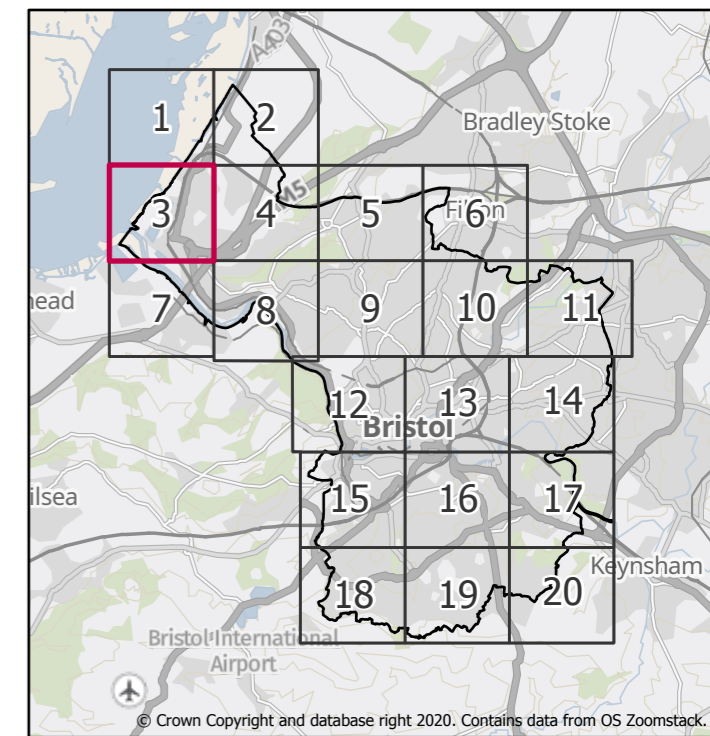 A403
1
2
Bradley Stoke
M5
3
4
5
Filton
6
head
7
8
9
10
11
12
13
14
Bristol
ilsea
15
16
17
Keynsham
18
19
20
Bristol International
Airport
© Crown Copyright and database right 2020. Contains data from OS Zoomstack.